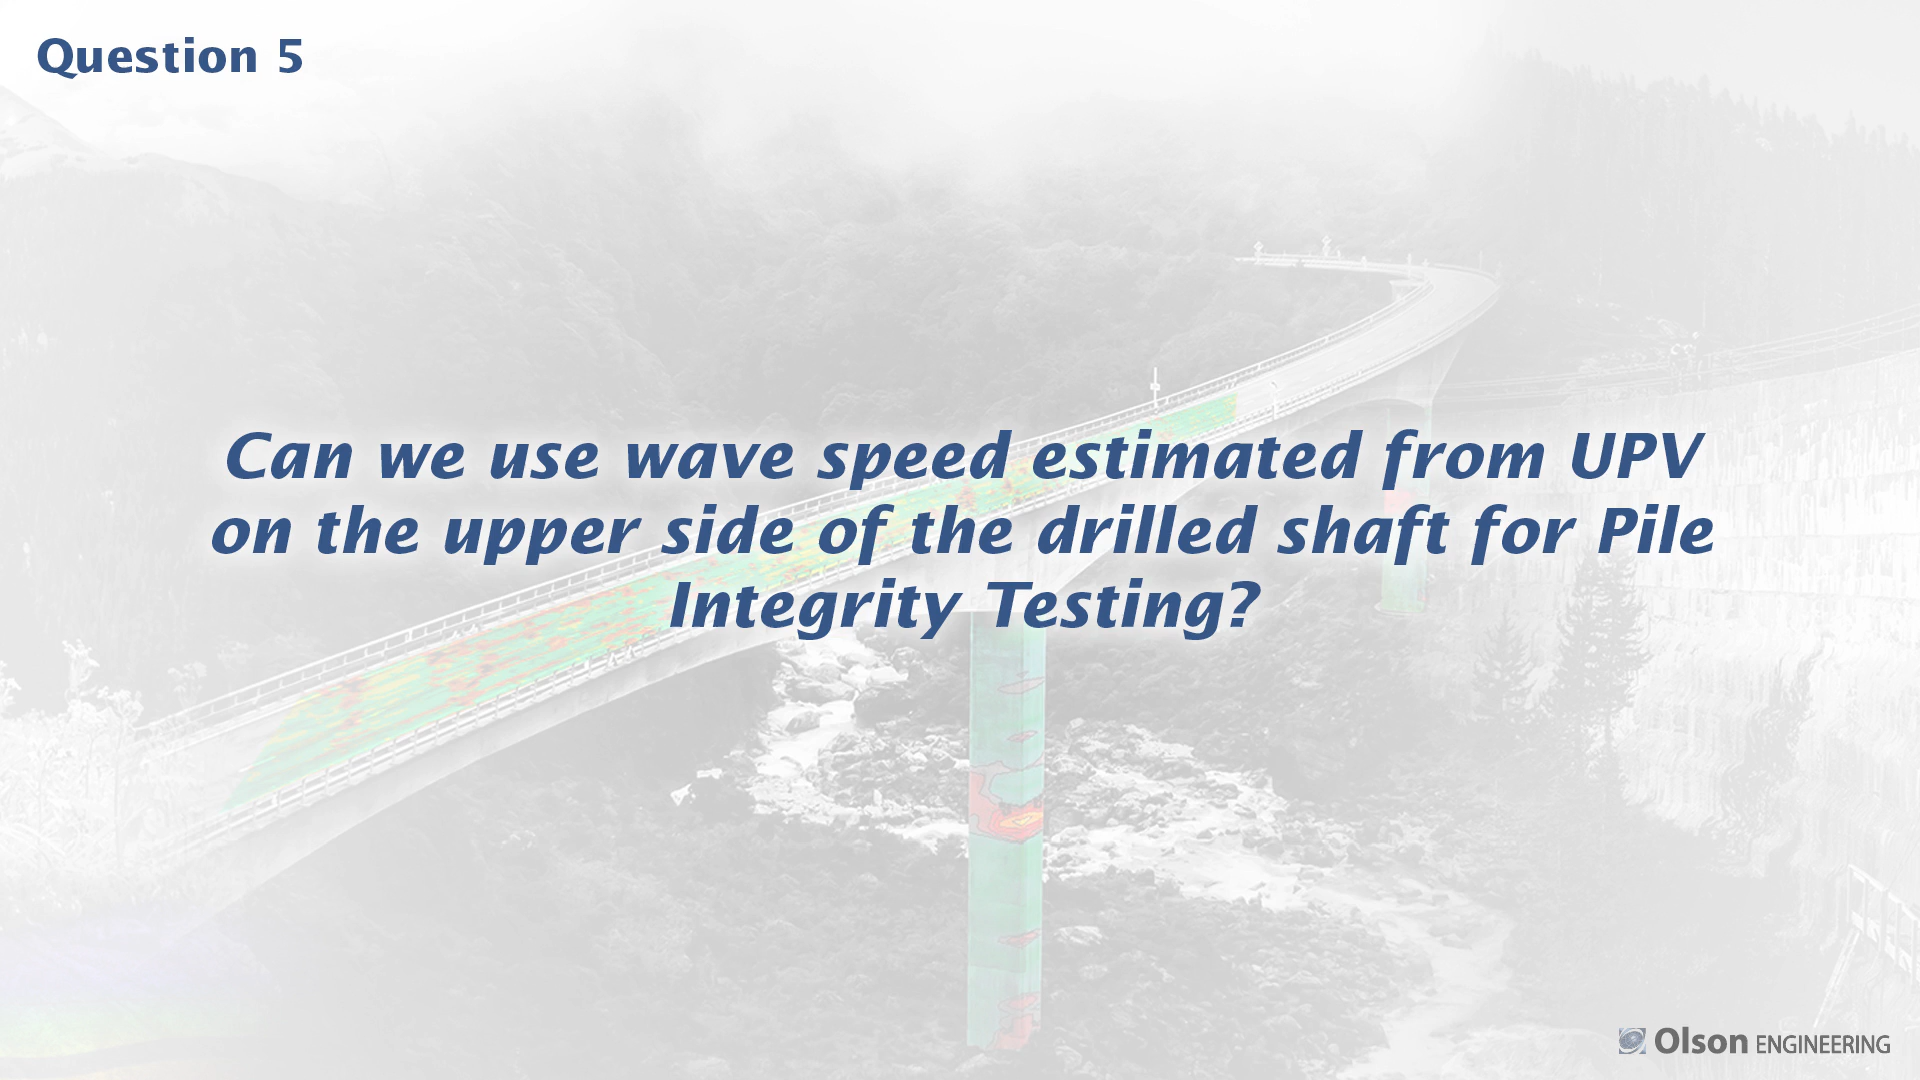 Question 5
Can we use wave speed estimated from UPV
on the upper side of the drilled shaft for Pile
Integrity Testing?
Olson ENGINEERING